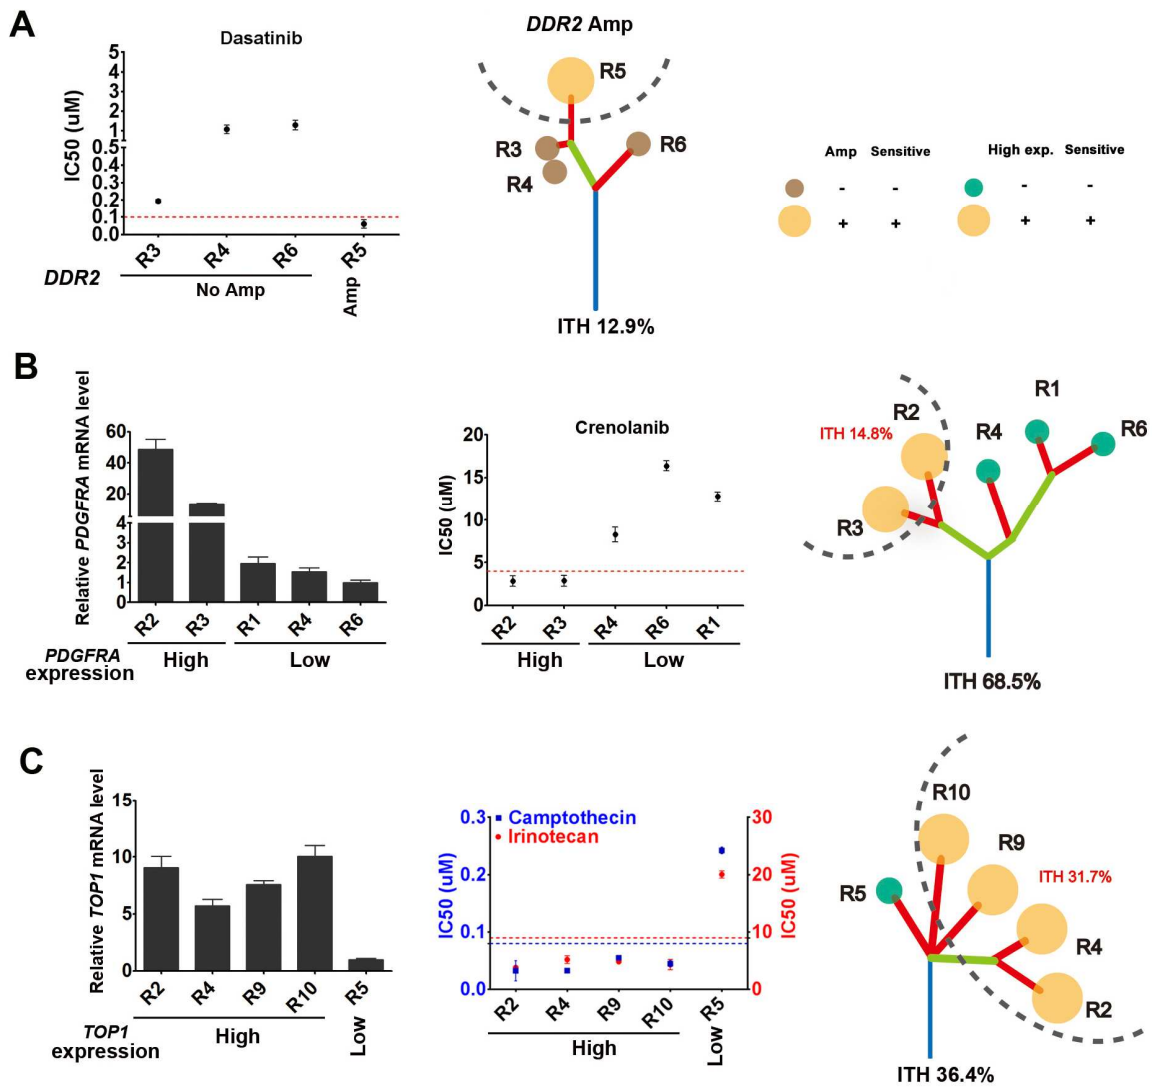 A
Dasatinib
IC50 (uM)
5
4
3
2
1
0.5
0.4
0.3
0.2
0.1
0.0
R3
R4
R6
R5
DDR2
No Amp
Amp
DDR2 Amp
R5
R3
R4
R6
ITH 12.9%
Amp Sensitive
- -
+ +
High exp. Sensitive
- -
+ +
B
Relative PDGFRA mRNA level
60
40
20
4
3
2
1
0
R2
R3
R1
R4
R6
PDGFRA
expression
High
Low
Crenolanib
IC50 (uM)
20
15
10
5
0
R2
R3
R4
R6
R1
High
Low
R2
ITH 14.8%
R3
R4
R1
R6
ITH 68.5%
C
Relative TOP1 mRNA level
15
10
5
0
R2
R4
R9
R10
R5
TOP1
expression
High
Low
Camptothecin
Irinotecan
IC50 (uM)
0.3
0.2
0.1
0.0
30
20
10
0
IC50 (uM)
R2
R4
R9
R10
R5
High
Low
R10
R9
ITH 31.7%
R5
R4
R2
ITH 36.4%